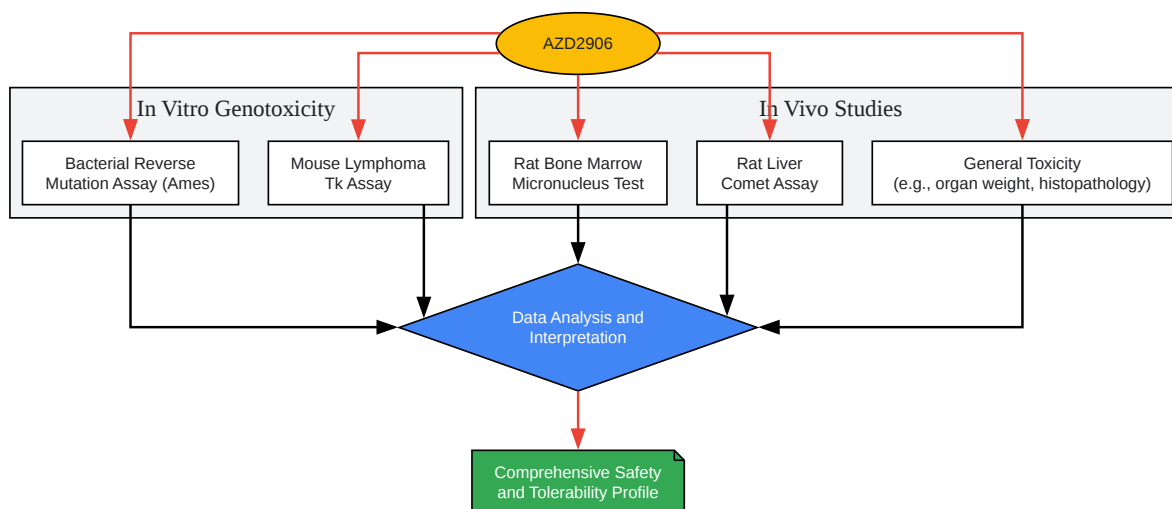 AZD2906
In Vitro Genotoxicity
In Vivo Studies
Bacterial Reverse
Mutation Assay (Ames)
Mouse Lymphoma
Tk Assay
Rat Bone Marrow
Micronucleus Test
Rat Liver
Comet Assay
General Toxicity
(e.g., organ weight, histopathology)
Data Analysis and
Interpretation
Comprehensive Safety
and Tolerability Profile